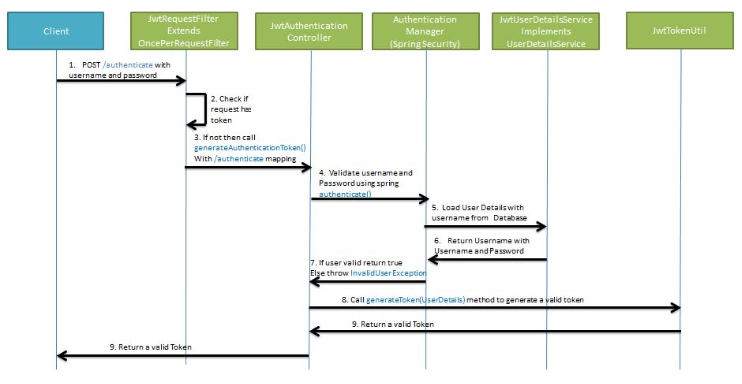 Client
JwtRequestFilter
Extends
OncePerRequestFilter
JwtAuthentication
Controller
Authentication
Manager
(Spring Security)
JwtUserDetailsService
Implements
UserDetailsService
JwtTokenUtil
1. POST /authenticate with
username and password
2. Check if
request has
token
3. If not then call
generateAuthenticationToken()
With /authenticate mapping
4. Validate username and
Password using spring
authenticate()
5. Load User Details with
username from Database
6. Return Username with
Username and Password
7. If user valid return true
Else throw InvalidUserException
8. Call generateToken(UserDetails) method to generate a valid token
9. Return a valid Token
9. Return a valid Token